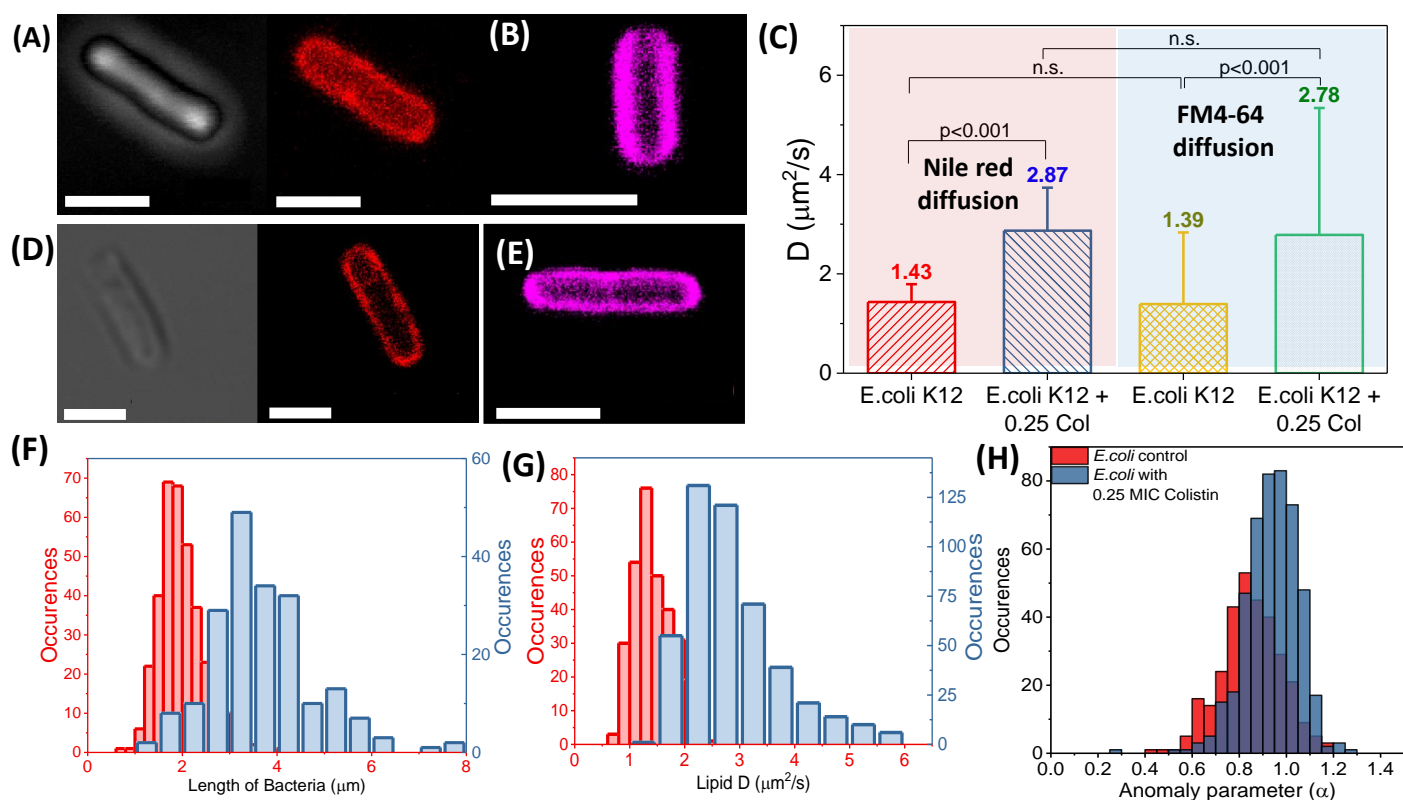 (A)
(B)
(C)
6
4
2
0
D (μm²/s)
n.s.
n.s.
p<0.001
2.78
FM4-64
diffusion
p<0.001
Nile red
diffusion
2.87
1.43
1.39
E.coli K12
E.coli K12 +
0.25 Col
E.coli K12
E.coli K12 +
0.25 Col
(D)
(E)
(F)
70
60
50
40
30
20
10
0
Occurences
60
40
20
0
Occurences
0
2
4
6
8
Length of Bacteria (μm)
(G)
80
70
60
50
40
30
20
10
0
Occurences
125
100
75
50
25
0
Occurences
0
1
2
3
4
5
6
Lipid D (μm²/s)
(H)
E.coli control
E.coli with
0.25 MIC Colistin
80
60
40
20
0
Occurences
0.0
0.2
0.4
0.6
0.8
1.0
1.2
1.4
Anomaly parameter (α)